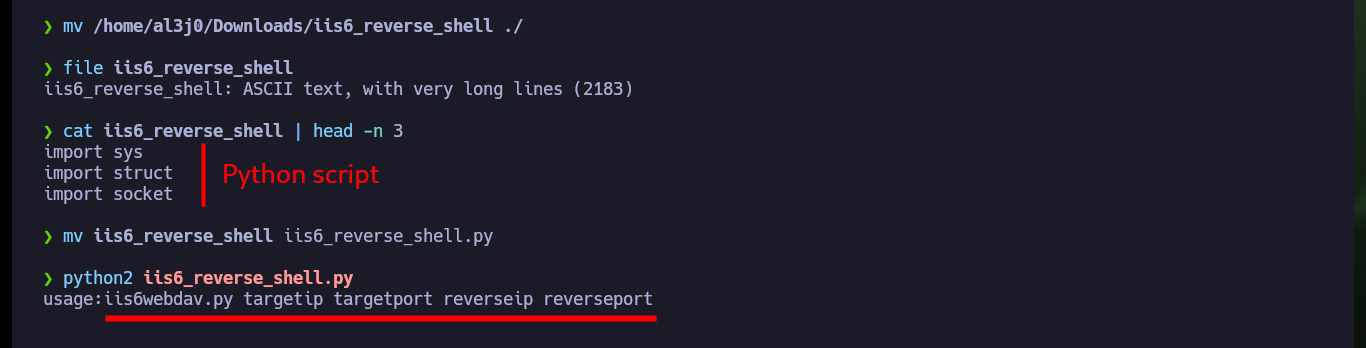 ❯ mv /home/al3j0/Downloads/iis6_reverse_shell ./
❯ file iis6_reverse_shell
iis6_reverse_shell: ASCII text, with very long lines (2183)
❯ cat iis6_reverse_shell | head -n 3
import sys
import struct
import socket
Python script
❯ mv iis6_reverse_shell iis6_reverse_shell.py
❯ python2 iis6_reverse_shell.py
usage:iis6webdav.py targetip targetport reverseip reverseport